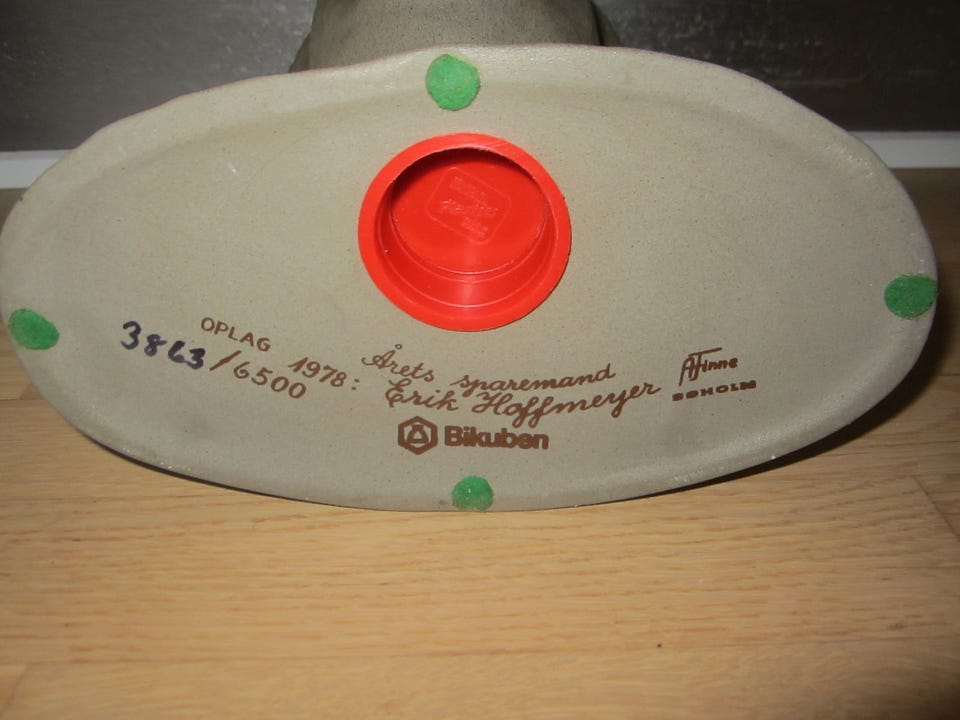 OPLAG 1978: Årets sparemand
3863/6500 Erik Hoffmeyer
AFinne
SØHOLM
Bikuben